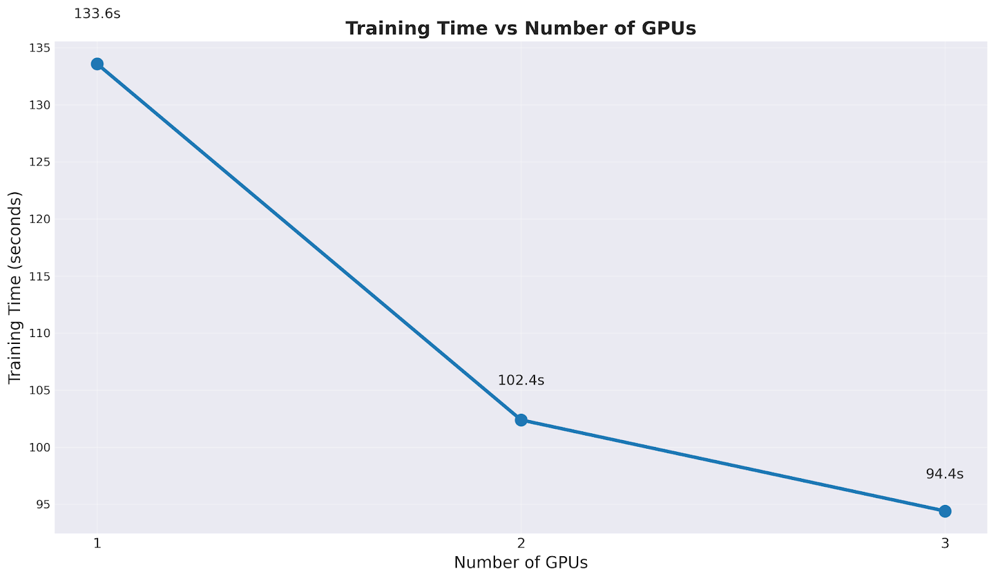 133.6s
Training Time vs Number of GPUs
135
130
125
120
115
110
105
100
95
Training Time (seconds)
102.4s
94.4s
1
2
3
Number of GPUs